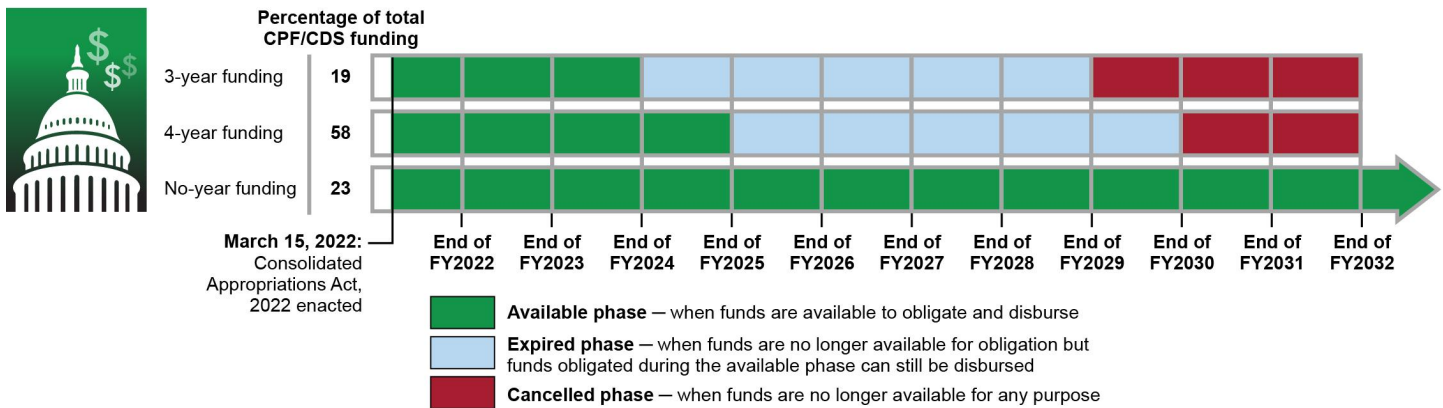 $
$
$
Percentage of total
CPF/CDS funding
3-year funding 19
4-year funding 58
No-year funding 23
March 15, 2022:
Consolidated
Appropriations Act,
2022 enacted
End of
FY2022
End of
FY2023
End of
FY2024
End of
FY2025
End of
FY2026
End of
FY2027
End of
FY2028
End of
FY2029
End of
FY2030
End of
FY2031
End of
FY2032
Available phase — when funds are available to obligate and disburse
Expired phase — when funds are no longer available for obligation but
funds obligated during the available phase can still be disbursed
Cancelled phase — when funds are no longer available for any purpose